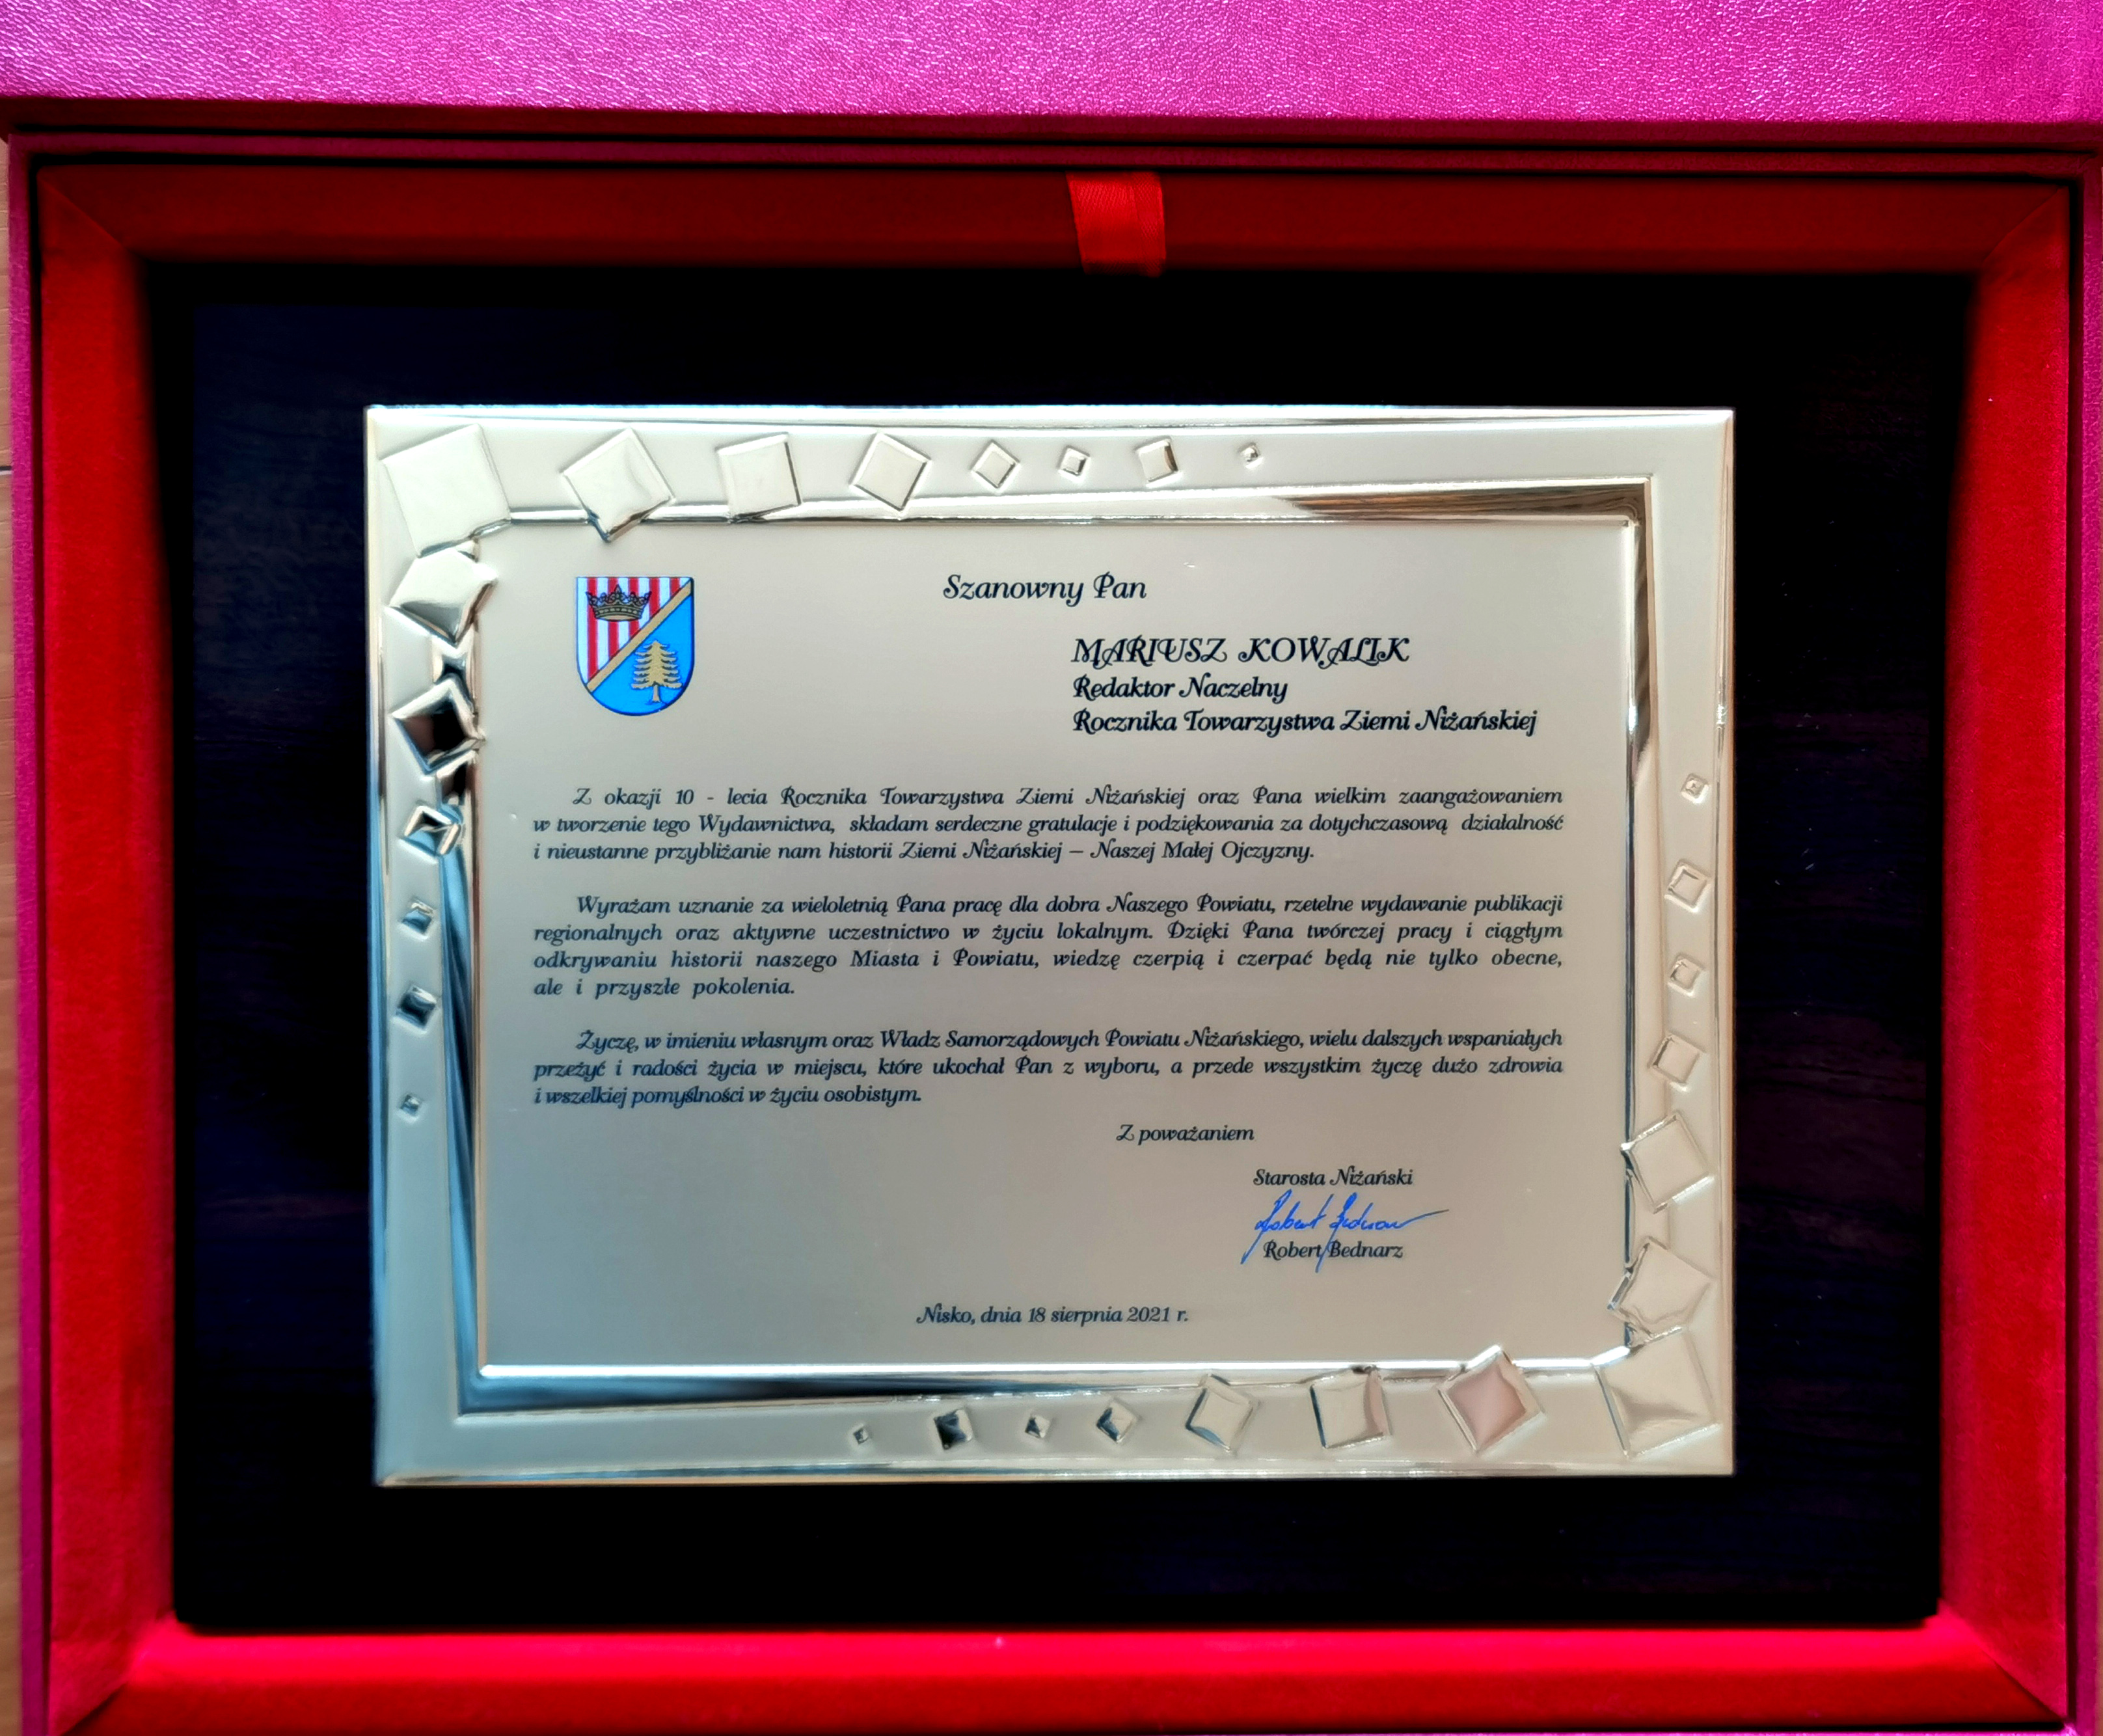 Szanowny Pan
MARIUSZ KOWALIK
Redaktor Naczelny
Rocznika Towarzystwa Ziemi Niżańskiej
Z okazji 10 - lecia Rocznika Towarzystwa Ziemi Niżańskiej oraz Pana wielkim zaangażowaniem
w tworzenie tego Wydawnictwa, składam serdeczne gratulacje i podziękowania za dotychczasową działalność
i nieustanne przybliżanie nam historii Ziemi Niżańskiej – Naszej Małej Ojczyzny.
Wyrażam uznanie za wieloletnią Pana pracę dla dobra Naszego Powiatu, rzetelne wydawanie publikacji
regionalnych oraz aktywne uczestnictwo w życiu lokalnym. Dzięki Pana twórczej pracy i ciągłym
odkrywaniu historii naszego Miasta i Powiatu, wiedzę czerpią i czerpać będą nie tylko obecne,
ale i przyszłe pokolenia.
Życzę, w imieniu własnym oraz Władz Samorządowych Powiatu Niżańskiego, wielu dalszych wspaniałych
przeżyć i radości życia w miejscu, które ukochał Pan z wyboru, a przede wszystkim życzę dużo zdrowia
i wszelkiej pomyślności w życiu osobistym.
Z poważaniem
Starosta Niżański
Robert Bednarz
Robert Bednarz
Nisko, dnia 18 sierpnia 2021 r.